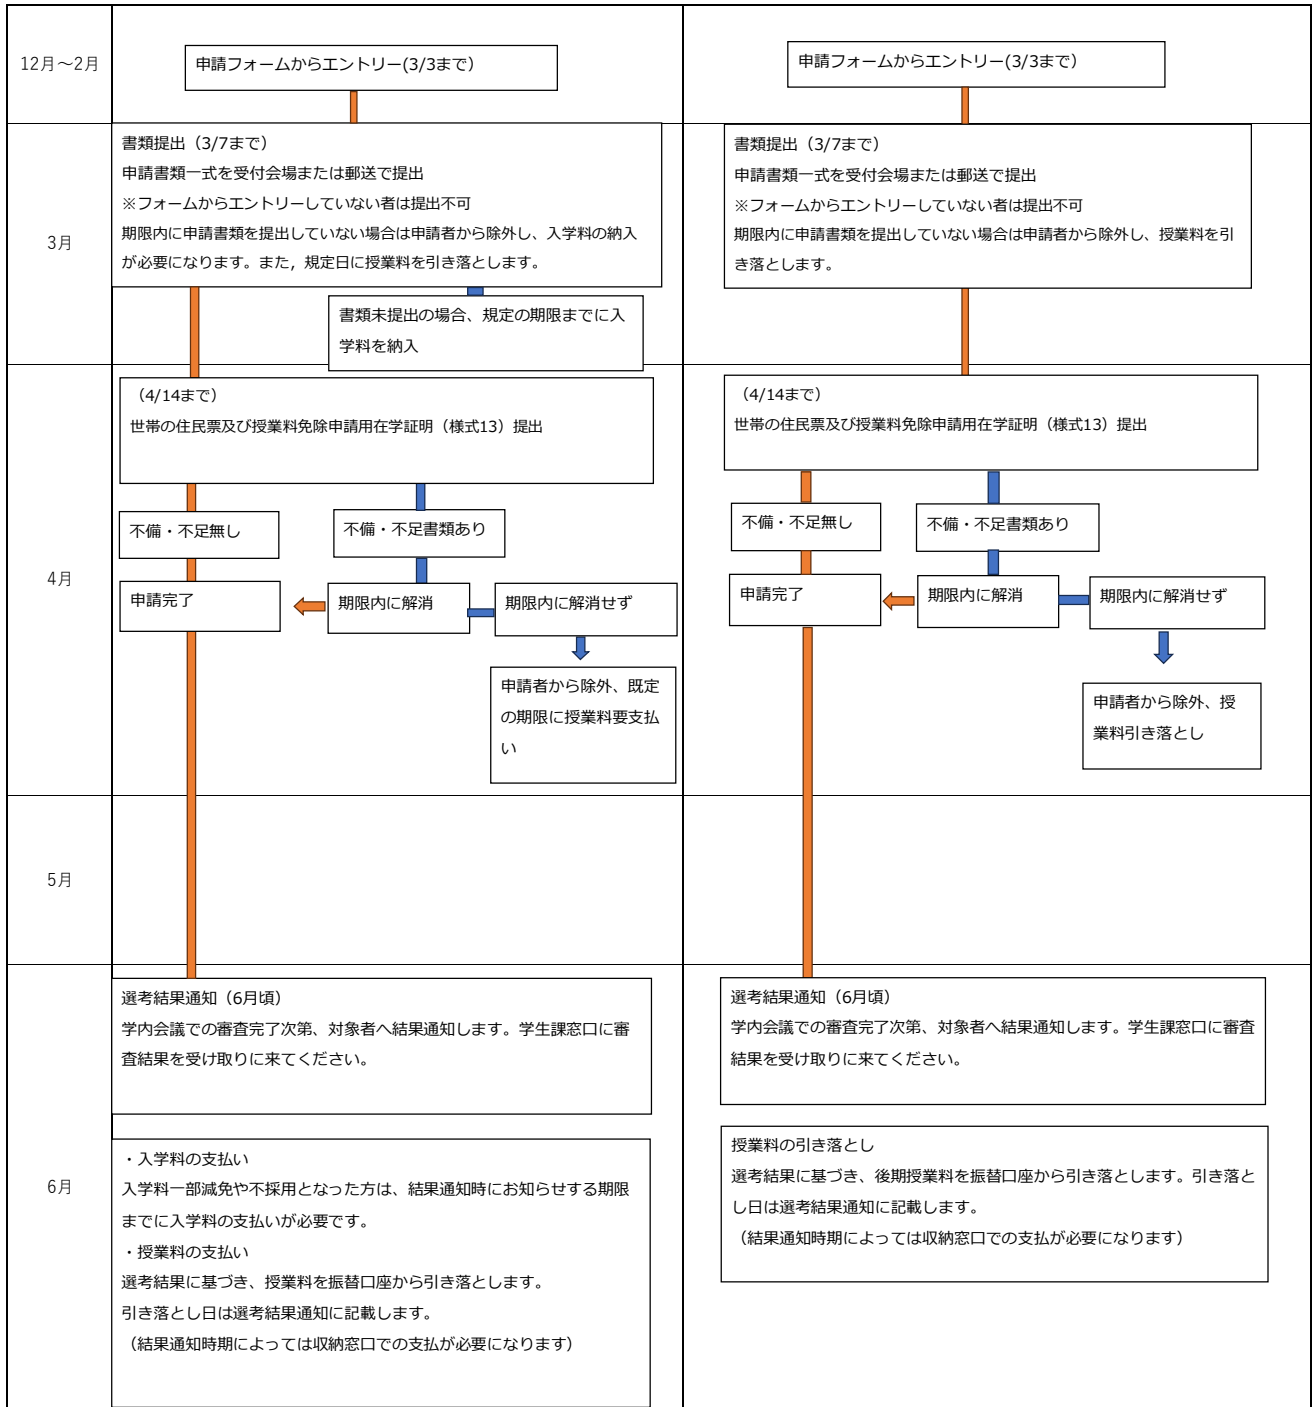 12月～2月
申請フォームからエントリー(3/3まで）
申請フォームからエントリー(3/3まで）
3月
書類提出（3/7まで）
申請書類一式を受付会場または郵送で提出
※フォームからエントリーしていない者は提出不可
期限内に申請書類を提出していない場合は申請者から除外し、入学料の納入
が必要になります。また，規定日に授業料を引き落とします。
書類未提出の場合、規定の期限までに入
学料を納入
書類提出（3/7まで）
申請書類一式を受付会場または郵送で提出
※フォームからエントリーしていない者は提出不可
期限内に申請書類を提出していない場合は申請者から除外し、授業料を引
き落とします。
4月
（4/14まで）
世帯の住民票及び授業料免除申請用在学証明（様式13）提出
不備・不足無し
不備・不足書類あり
申請完了
期限内に解消
期限内に解消せず
申請者から除外、既定
の期限に授業料要支払
い
（4/14まで）
世帯の住民票及び授業料免除申請用在学証明（様式13）提出
不備・不足無し
不備・不足書類あり
申請完了
期限内に解消
期限内に解消せず
申請者から除外、授
業料引き落とし
5月
6月
選考結果通知（6月頃）
学内会議での審査完了次第、対象者へ結果通知します。学生課窓口に審
査結果を受け取りに来てください。
・入学料の支払い
入学料一部減免や不採用となった方は、結果通知時にお知らせする期限
までに入学料の支払いが必要です。
・授業料の支払い
選考結果に基づき、授業料を振替口座から引き落とします。
引き落とし日は選考結果通知に記載します。
（結果通知時期によっては収納窓口での支払が必要になります）
選考結果通知（6月頃）
学内会議での審査完了次第、対象者へ結果通知します。学生課窓口に審査
結果を受け取りに来てください。
授業料の引き落とし
選考結果に基づき、後期授業料を振替口座から引き落とします。引き落と
し日は選考結果通知に記載します。
（結果通知時期によっては収納窓口での支払が必要になります）